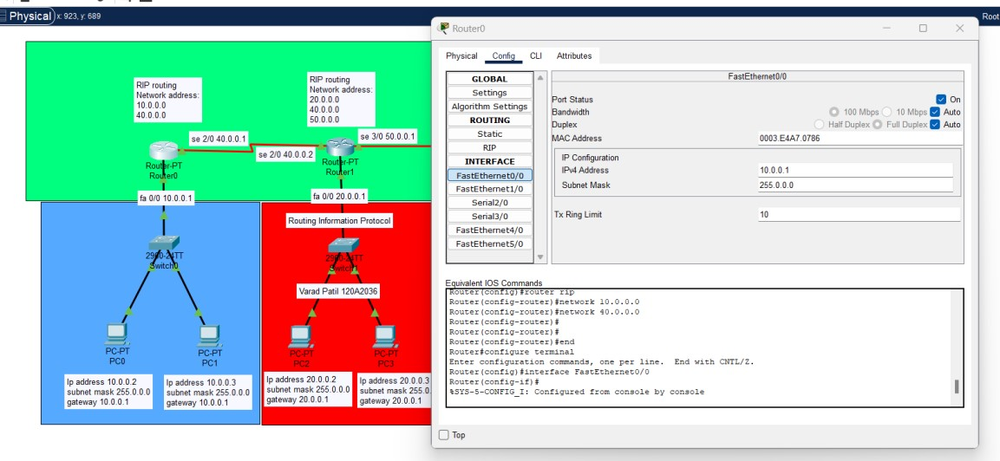 Physical x: 923, y: 689
Root
RIP routing
Network address:
10.0.0.0
40.0.0.0
RIP routing
Network address:
20.0.0.0
40.0.0.0
50.0.0.0
se 2/0 40.0.0.1
se 3/0 50.0.0.1
se 2/0 40.0.0.2
Router-PT
Router0
Router-PT
Router1
fa 0/0 10.0.0.1
fa 0/0 20.0.0.1
Routing Information Protocol
2960-24TT
Switch0
2960-24TT
Switch1
Varad Patil 120A2036
PC-PT
PC0
PC-PT
PC1
PC-PT
PC2
PC-PT
PC3
Ip address 10.0.0.2
subnet mask 255.0.0.0
gateway 10.0.0.1
Ip address 10.0.0.3
subnet mask 255.0.0.0
gateway 10.0.0.1
Ip address 20.0.0.2
subnet mask 255.0.0.0
gateway 20.0.0.1
Ip address 20.0.0.3
subnet mask 255.0.
gateway 20.0.0.1
Router0
Physical Config CLI Attributes
GLOBAL
Settings
Algorithm Settings
ROUTING
Static
RIP
INTERFACE
FastEthernet0/0
FastEthernet1/0
Serial2/0
Serial3/0
FastEthernet4/0
FastEthernet5/0
FastEthernet0/0
Port Status On
Bandwidth 100 Mbps 10 Mbps Auto
Duplex Half Duplex Full Duplex Auto
MAC Address 0003.E4A7.0786
IP Configuration
IPv4 Address 10.0.0.1
Subnet Mask 255.0.0.0
Tx Ring Limit 10
Equivalent IOS Commands
Router(config)#router rip
Router(config-router)#network 10.0.0.0
Router(config-router)#network 40.0.0.0
Router(config-router)#
Router(config-router)#
Router(config-router)#end
Router#configure terminal
Enter configuration commands, one per line. End with CNTL/Z.
Router(config)#interface FastEthernet0/0
Router(config-if)#
%SYS-5-CONFIG_I: Configured from console by console
Top